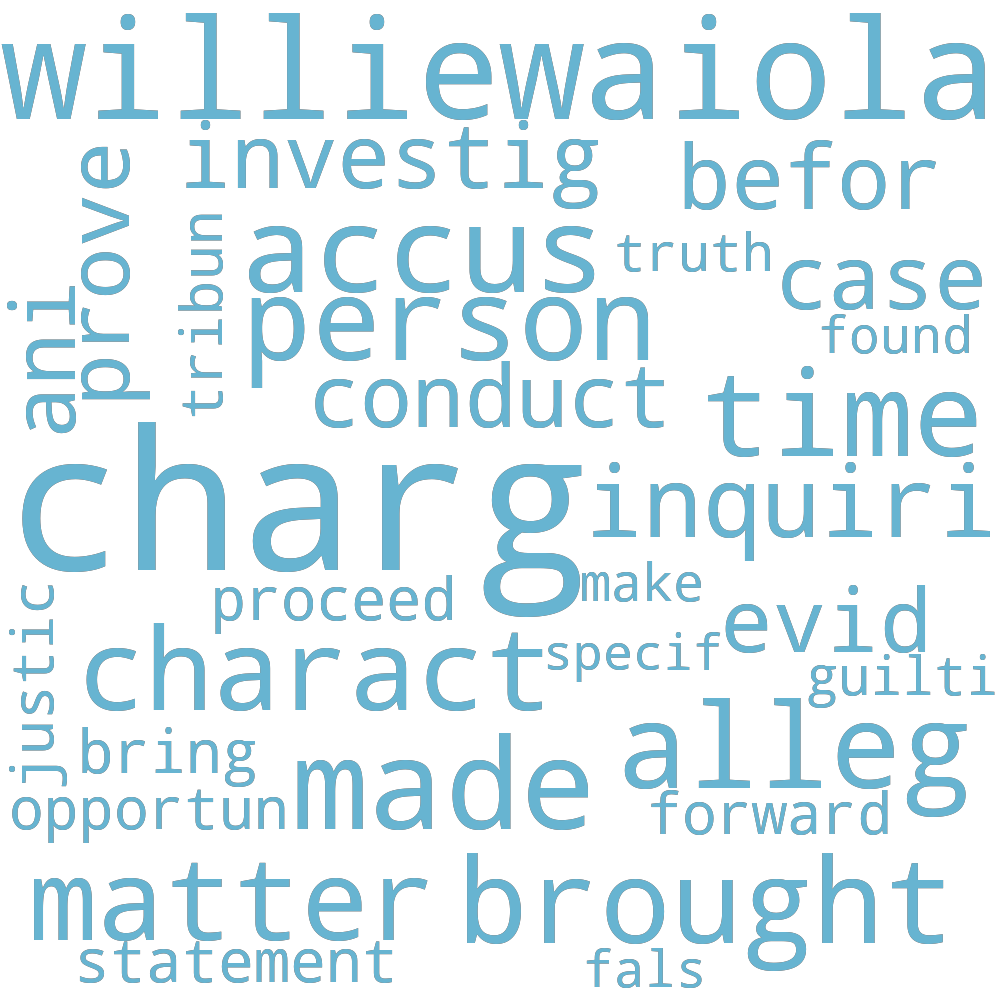 williewaiola
investig
befor
prove
tribun
accus
truth
case
ani
person
found
conduct
time
charg
inquiri
make
proceed
justic
evid
charact
specif
guilti
alleg
bring
made
opportun
forward
matter
brought
statement
fals